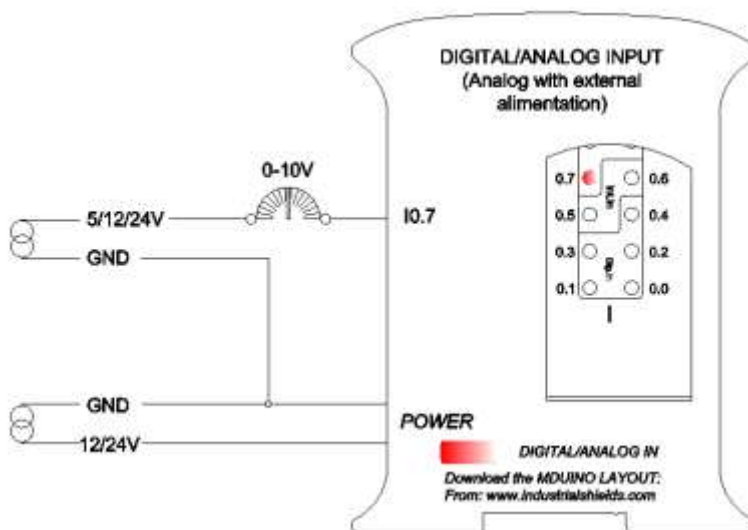 DIGITAL/ANALOG INPUT
(Analog with external
alimentation)
0-10V
0.7
0.6
5/12/24V
I0.7
0.5
0.4
GND
0.3
0.2
0.1
0.0
I
GND
POWER
12/24V
DIGITAL/ANALOG IN
Download the MDUINO LAYOUT:
From: www.industrialshields.com